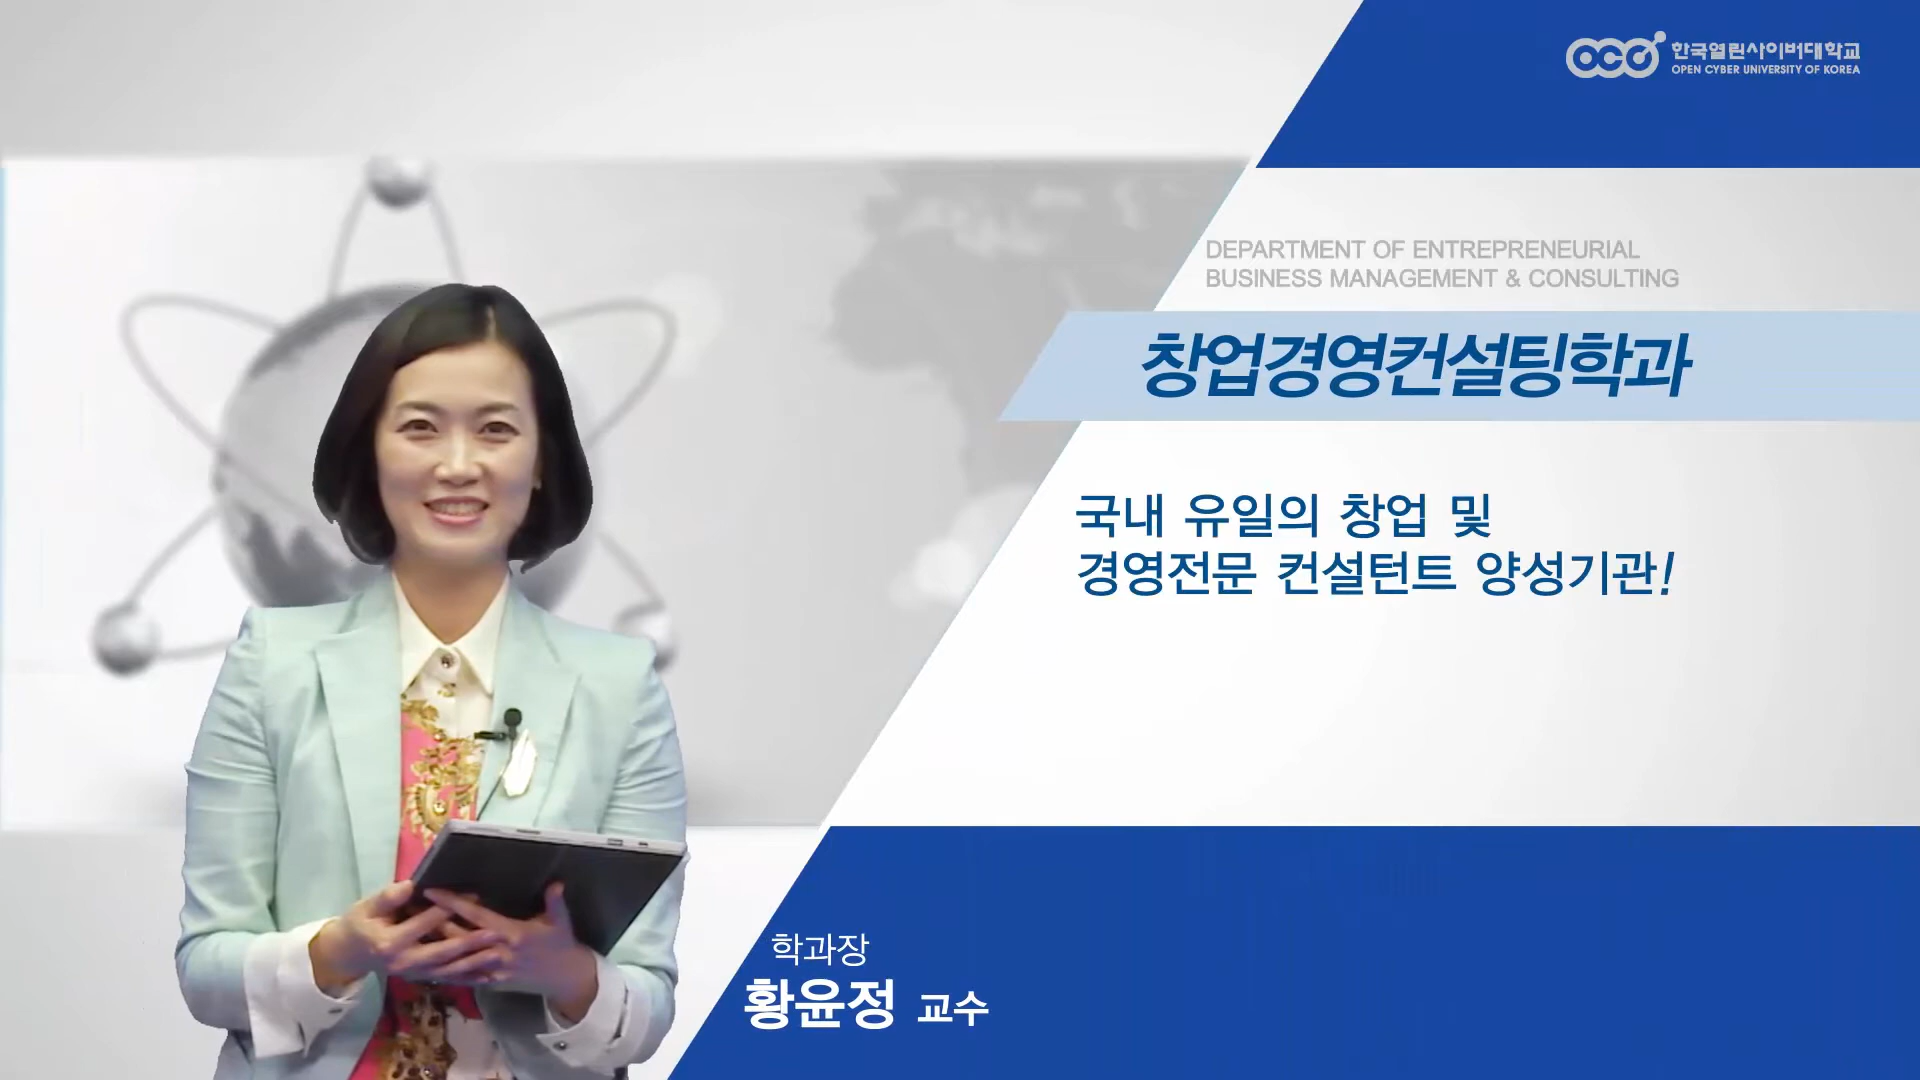 한국열린사이버대학교
OPEN CYBER UNIVERSITY OF KOREA
DEPARTMENT OF ENTREPRENEURIAL
BUSINESS MANAGEMENT & CONSULTING
창업경영컨설팅학과
국내 유일의 창업 및
경영전문 컨설턴트 양성기관!
학과장
황윤정 교수